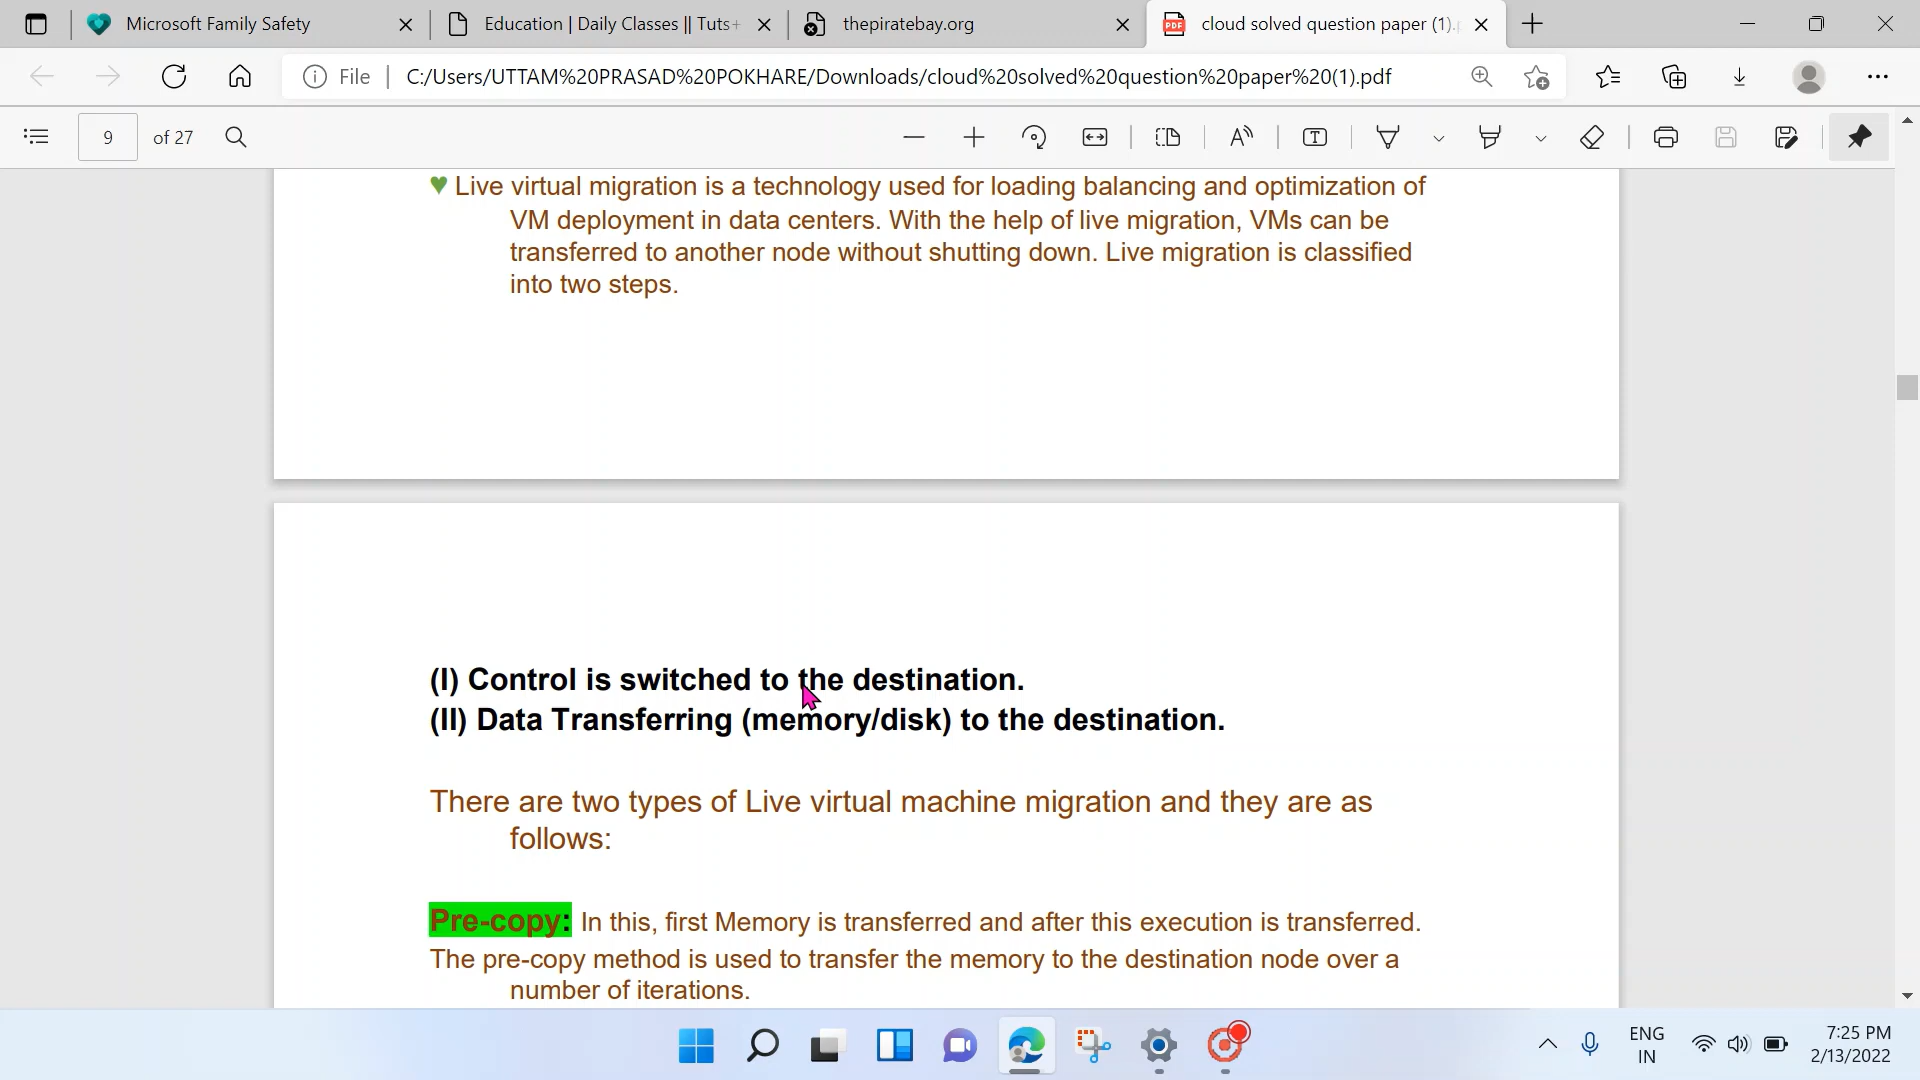 Microsoft Family Safety
Education | Daily Classes || Tuts+
thepiratebay.org
cloud solved question paper (1).
File
C:/Users/UTTAM%20PRASAD%20POKHARE/Downloads/cloud%20solved%20question%20paper%20(1).pdf
9 of 27
♥ Live virtual migration is a technology used for loading balancing and optimization of
VM deployment in data centers. With the help of live migration, VMs can be
transferred to another node without shutting down. Live migration is classified
into two steps.
(I) Control is switched to the destination.
(II) Data Transferring (memory/disk) to the destination.
There are two types of Live virtual machine migration and they are as
follows:
Pre-copy: In this, first Memory is transferred and after this execution is transferred.
The pre-copy method is used to transfer the memory to the destination node over a
number of iterations.
ENG
IN
7:25 PM
2/13/2022